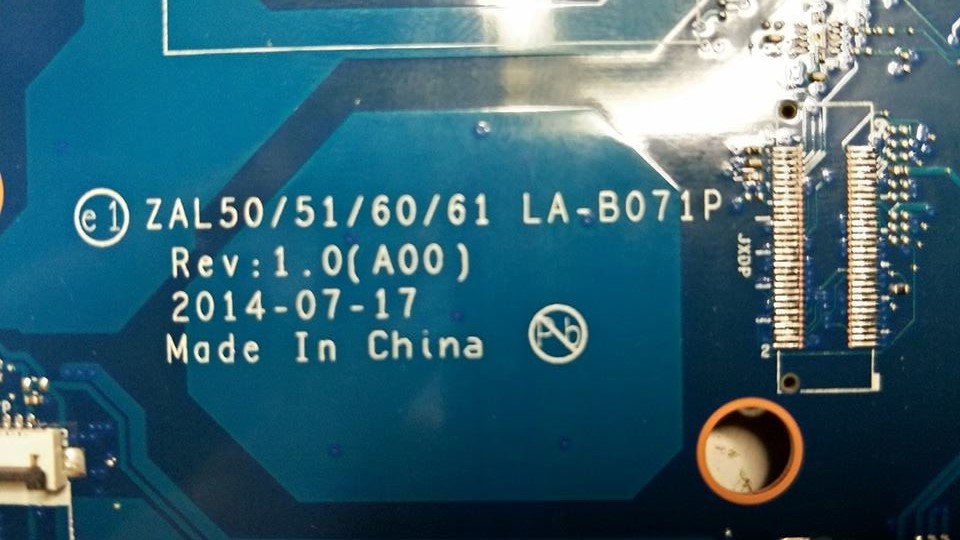 e1 ZAL50/51/60/61 LA-B071P
Rev:1.0(A00)
2014-07-17
Made In China
Pb
JXDP
2